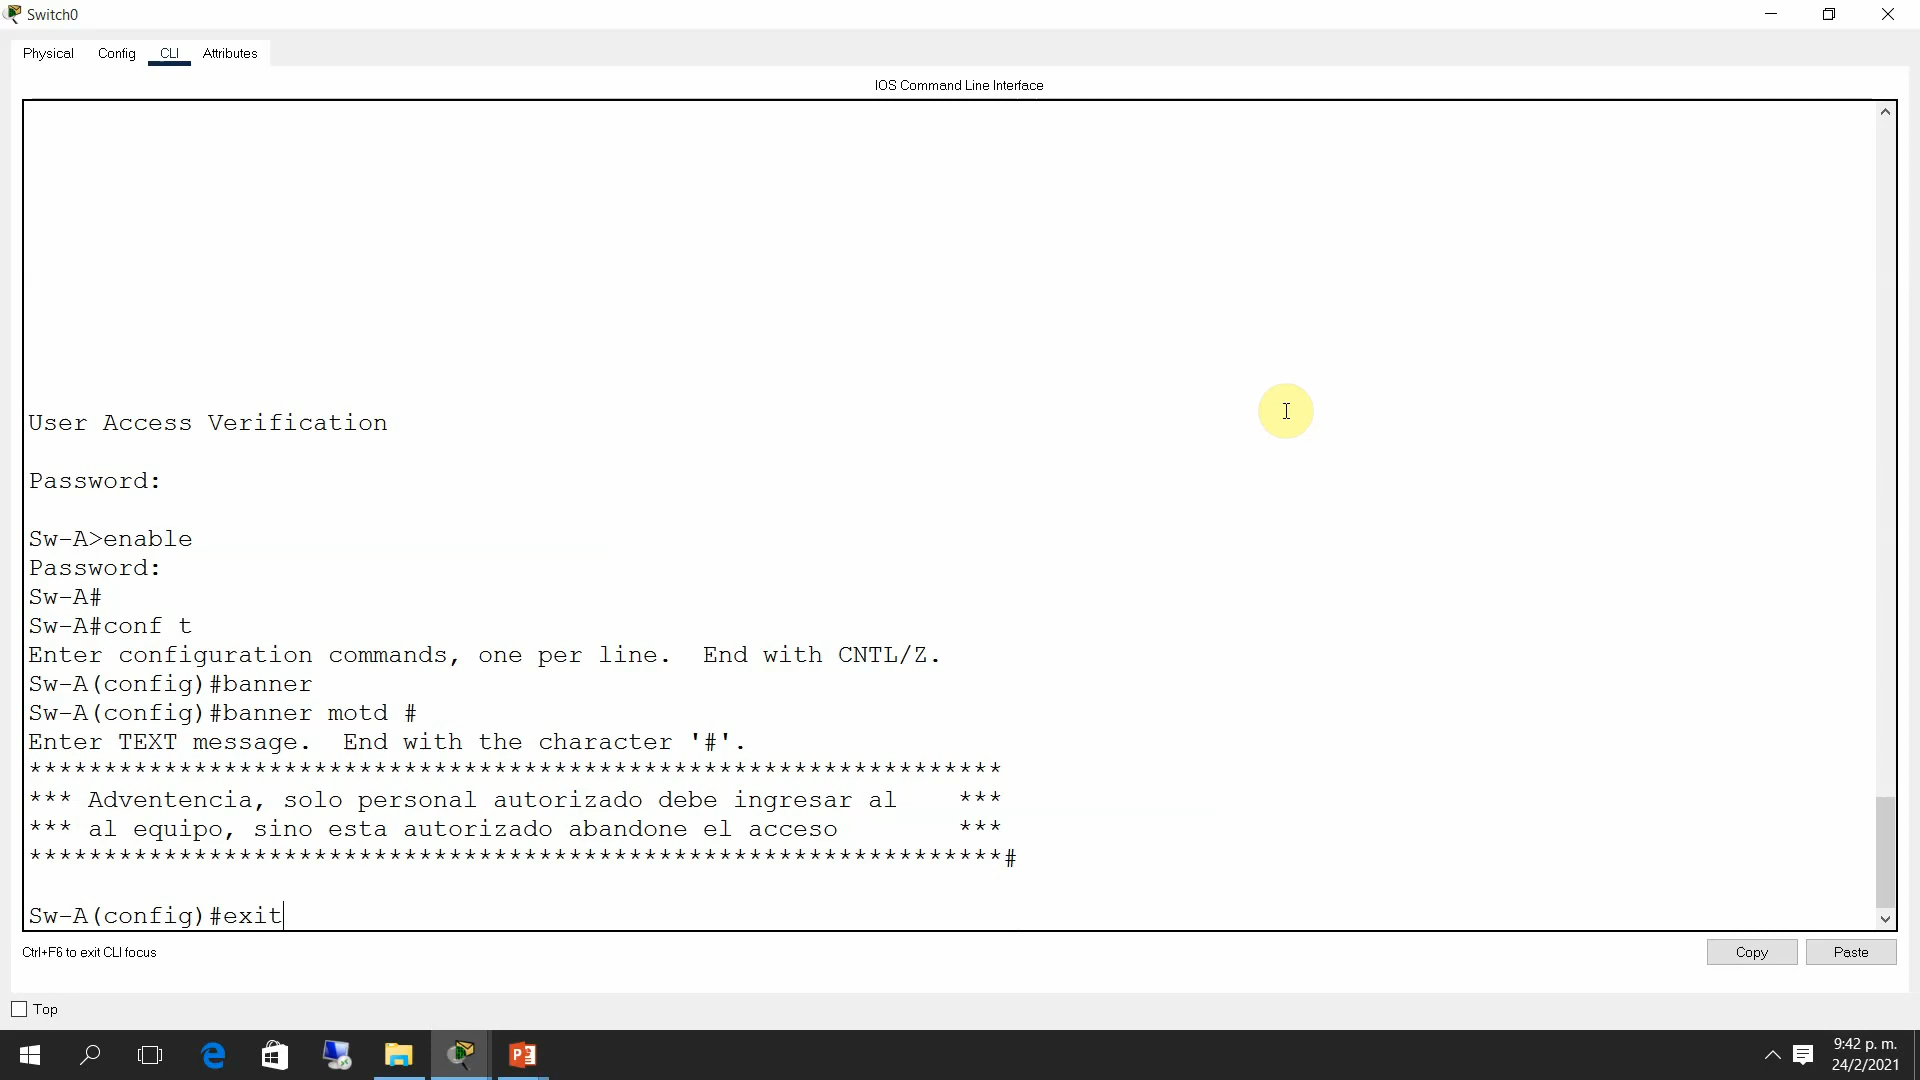 Switch0
Physical Config CLI Attributes
IOS Command Line Interface
User Access Verification
Password:
Sw-A>enable
Password:
Sw-A#
Sw-A#conf t
Enter configuration commands, one per line.  End with CNTL/Z.
Sw-A(config)#banner
Sw-A(config)#banner motd #
Enter TEXT message.  End with the character '#'.
*****************************************************************
*** Adventencia, solo personal autorizado debe ingresar al    ***
*** al equipo, sino esta autorizado abandone el acceso        ***
*****************************************************************#
Sw-A(config)#exit
Ctrl+F6 to exit CLI focus
Copy Paste
Top
9:42 p. m.
24/2/2021